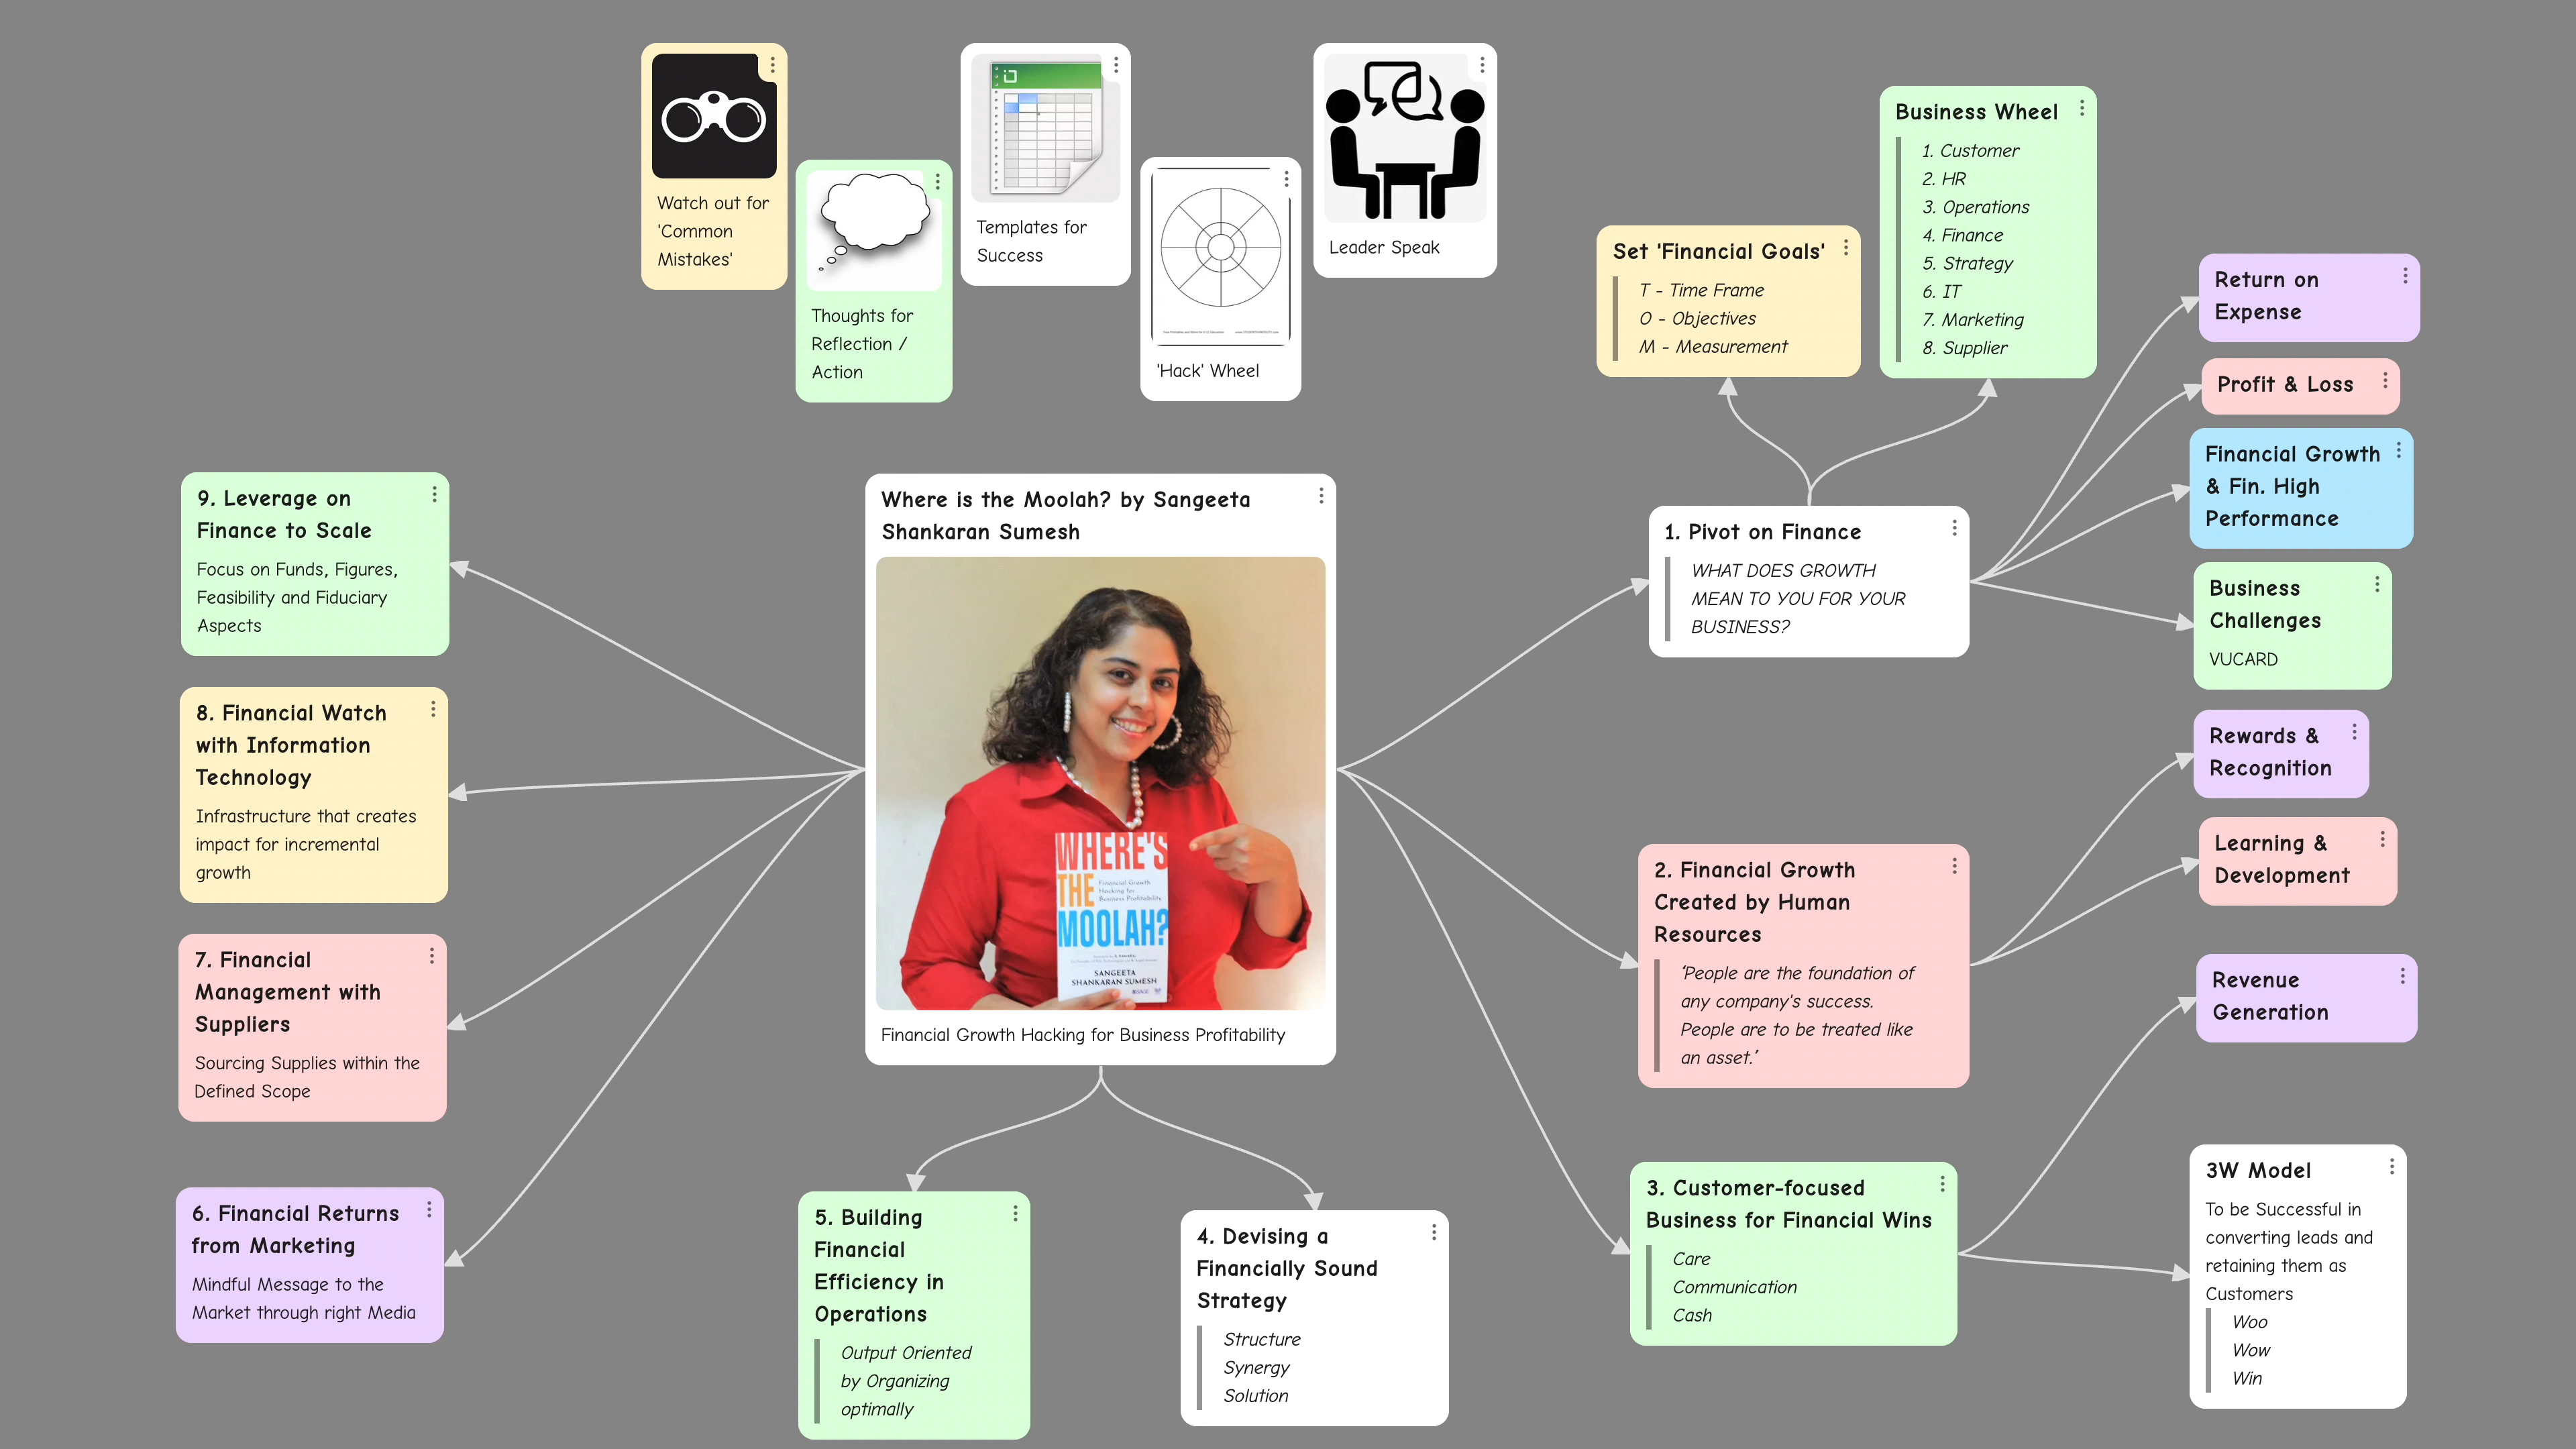 Watch out for
'Common
Mistakes'
Thoughts for
Reflection /
Action
Templates for
Success
'Hack' Wheel
Leader Speak
Set 'Financial Goals'
T - Time Frame
O - Objectives
M - Measurement
Business Wheel
1. Customer
2. HR
3. Operations
4. Finance
5. Strategy
6. IT
7. Marketing
8. Supplier
Return on
Expense
Profit & Loss
Financial Growth
& Fin. High
Performance
Business
Challenges
VUCARD
1. Pivot on Finance
WHAT DOES GROWTH
MEAN TO YOU FOR YOUR
BUSINESS?
Where is the Moolah? by Sangeeta
Shankaran Sumesh
WHERE'S
THE
Financial Growth
Hacking for
Business Profitability
MOOLAH?
SANGEETA
SHANKARAN SUMESH
Financial Growth Hacking for Business Profitability
Rewards &
Recognition
Learning &
Development
2. Financial Growth
Created by Human
Resources
‘People are the foundation of
any company's success.
People are to be treated like
an asset.’
Revenue
Generation
3. Customer-focused
Business for Financial Wins
Care
Communication
Cash
3W Model
To be Successful in
converting leads and
retaining them as
Customers
Woo
Wow
Win
4. Devising a
Financially Sound
Strategy
Structure
Synergy
Solution
5. Building
Financial
Efficiency in
Operations
Output Oriented
by Organizing
optimally
6. Financial Returns
from Marketing
Mindful Message to the
Market through right Media
7. Financial
Management with
Suppliers
Sourcing Supplies within the
Defined Scope
8. Financial Watch
with Information
Technology
Infrastructure that creates
impact for incremental
growth
9. Leverage on
Finance to Scale
Focus on Funds, Figures,
Feasibility and Fiduciary
Aspects